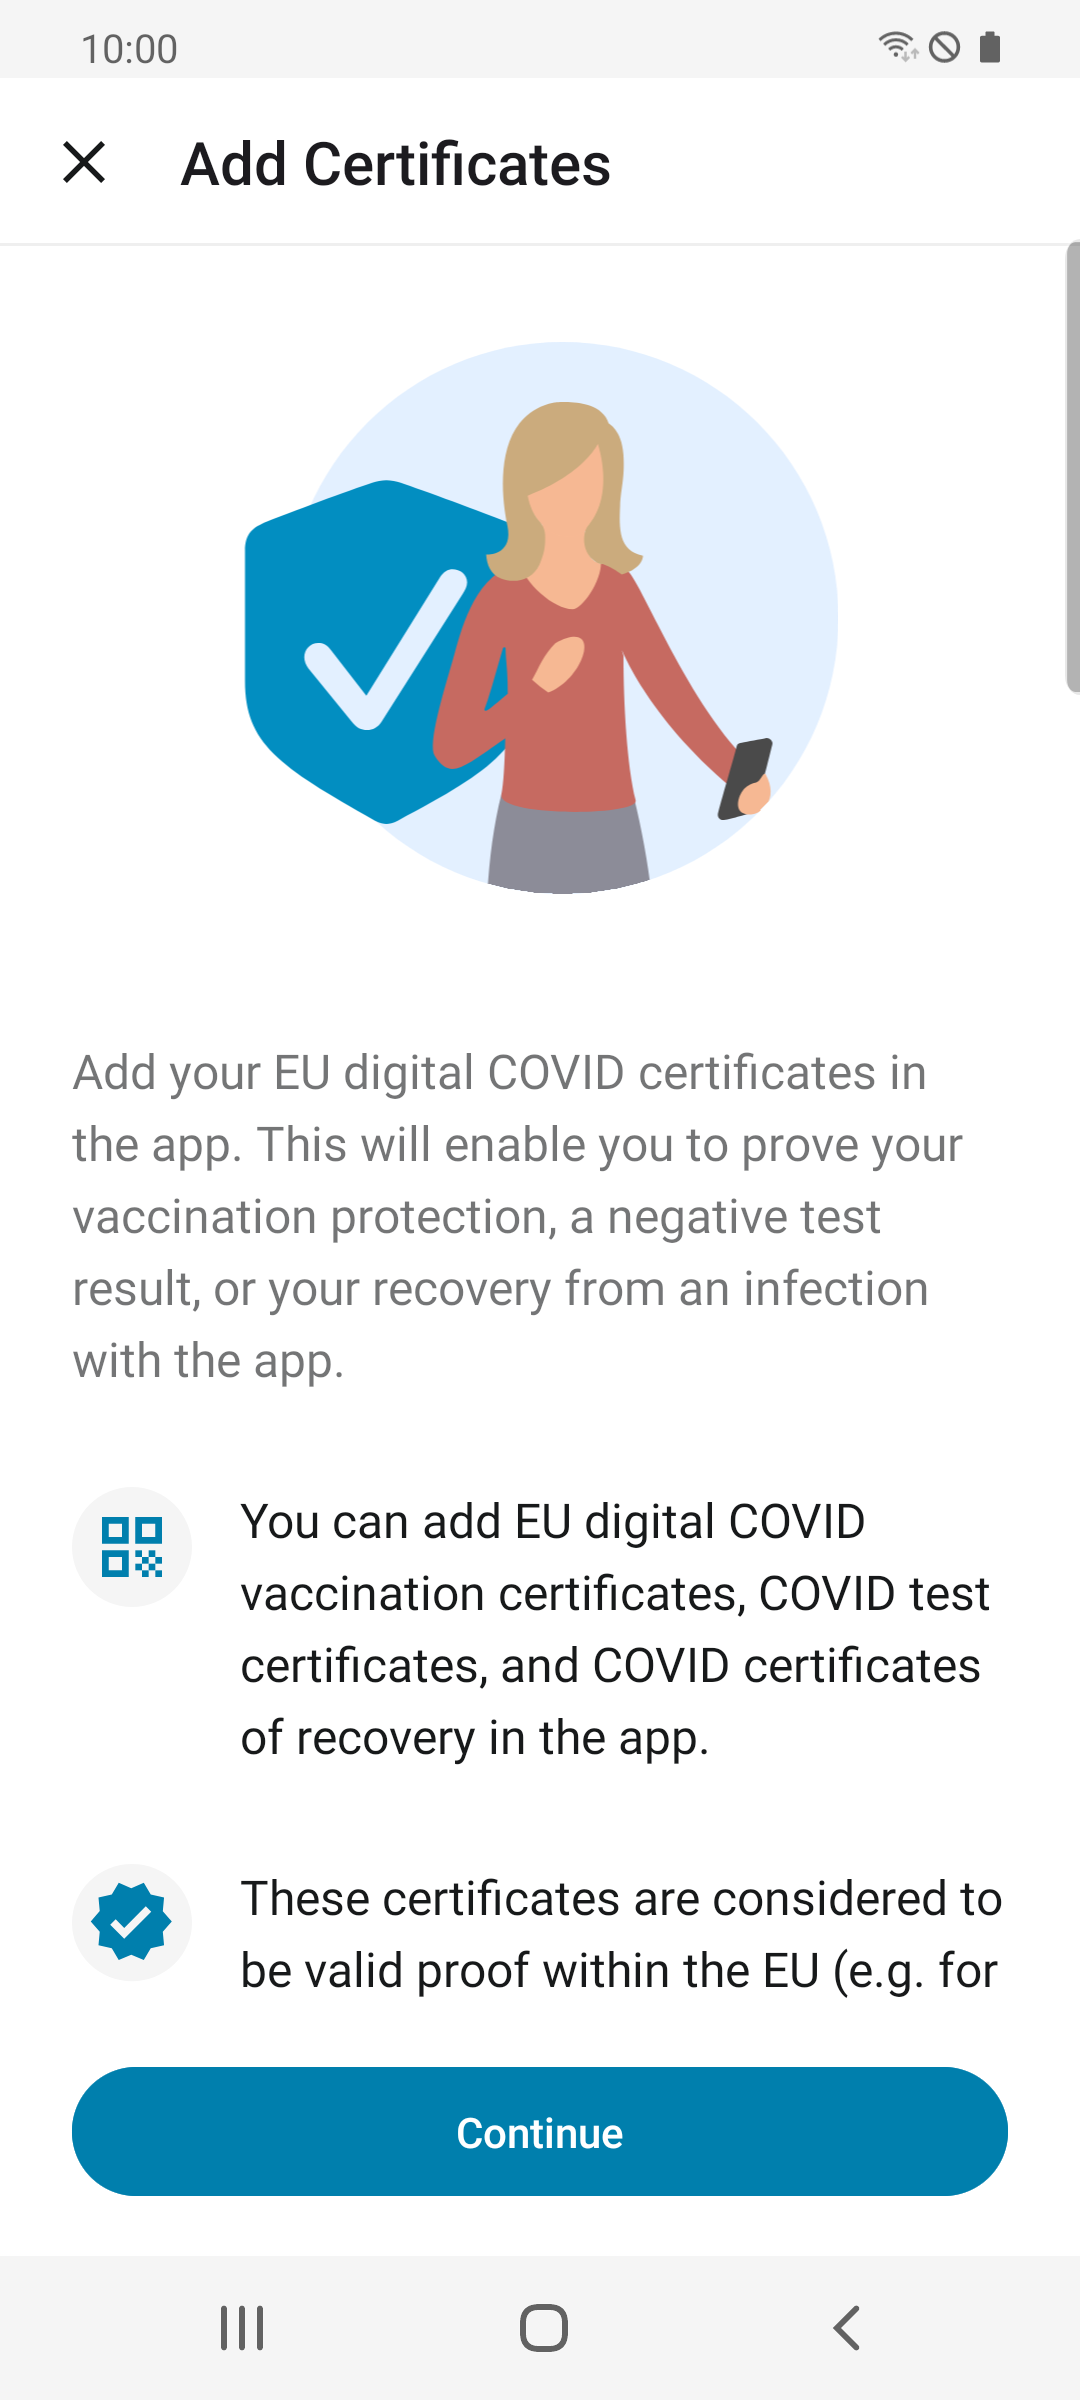 10:00
Add Certificates
Add your EU digital COVID certificates in
the app. This will enable you to prove your
vaccination protection, a negative test
result, or your recovery from an infection
with the app.
You can add EU digital COVID
vaccination certificates, COVID test
certificates, and COVID certificates
of recovery in the app.
These certificates are considered to
be valid proof within the EU (e.g. for
Continue